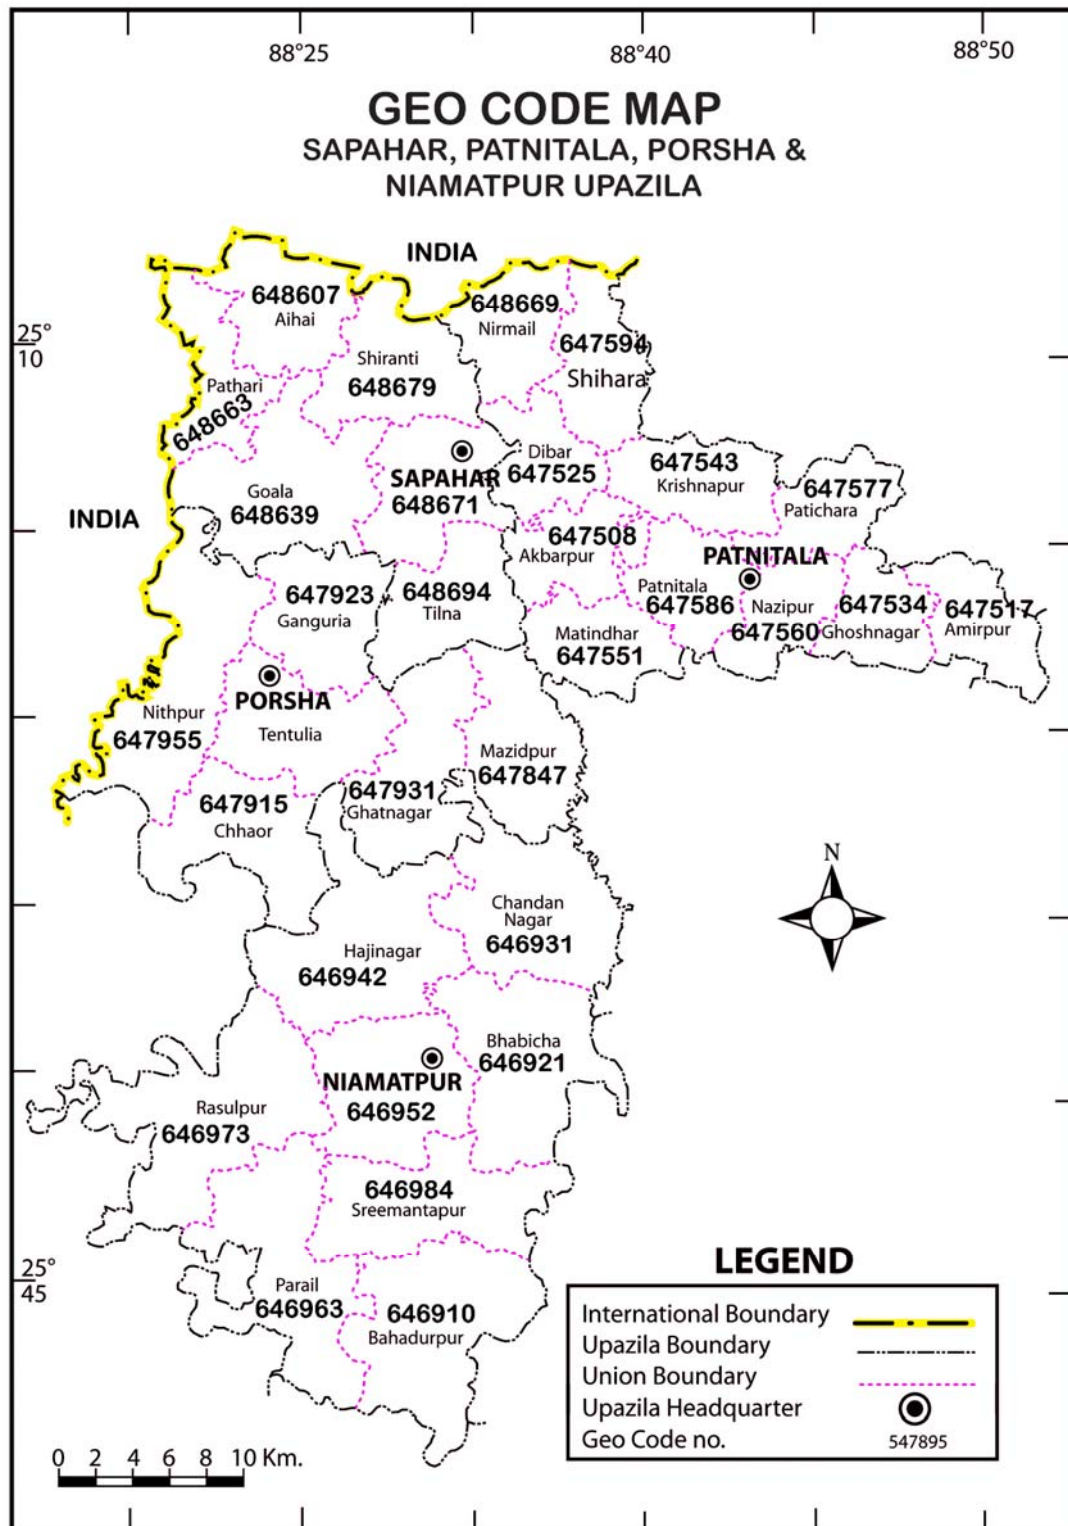 88°25
88°40
88°50
GEO CODE MAP
SAPAHAR, PATNITALA, PORSHA &
NIAMATPUR UPAZILA
INDIA
648607
Aihai
648669
Nirmail
25°
10
647594
Shihara
Shiranti
648679
Pathari
648663
SAPAHAR
648671
Dibar
647525
647543
Krishnapur
647577
Patichara
Goala
648639
INDIA
647508
Akbarpur
PATNITALA
647923
Ganguria
648694
Tilna
Patnitala
647586
Nazipur
647560
647534
Ghoshnagar
647517
Amirpur
Matindhar
647551
PORSHA
Tentulia
Nithpur
647955
Mazidpur
647847
647931
Ghatnagar
647915
Chhaor
N
Chandan
Nagar
646931
Hajinagar
646942
Bhabicha
646921
NIAMATPUR
646952
Rasulpur
646973
646984
Sreemantapur
25°
45
Parail
646963
646910
Bahadurpur
LEGEND
International Boundary
Upazila Boundary
Union Boundary
Upazila Headquarter
Geo Code no. 547895
0 2 4 6 8 10 Km.